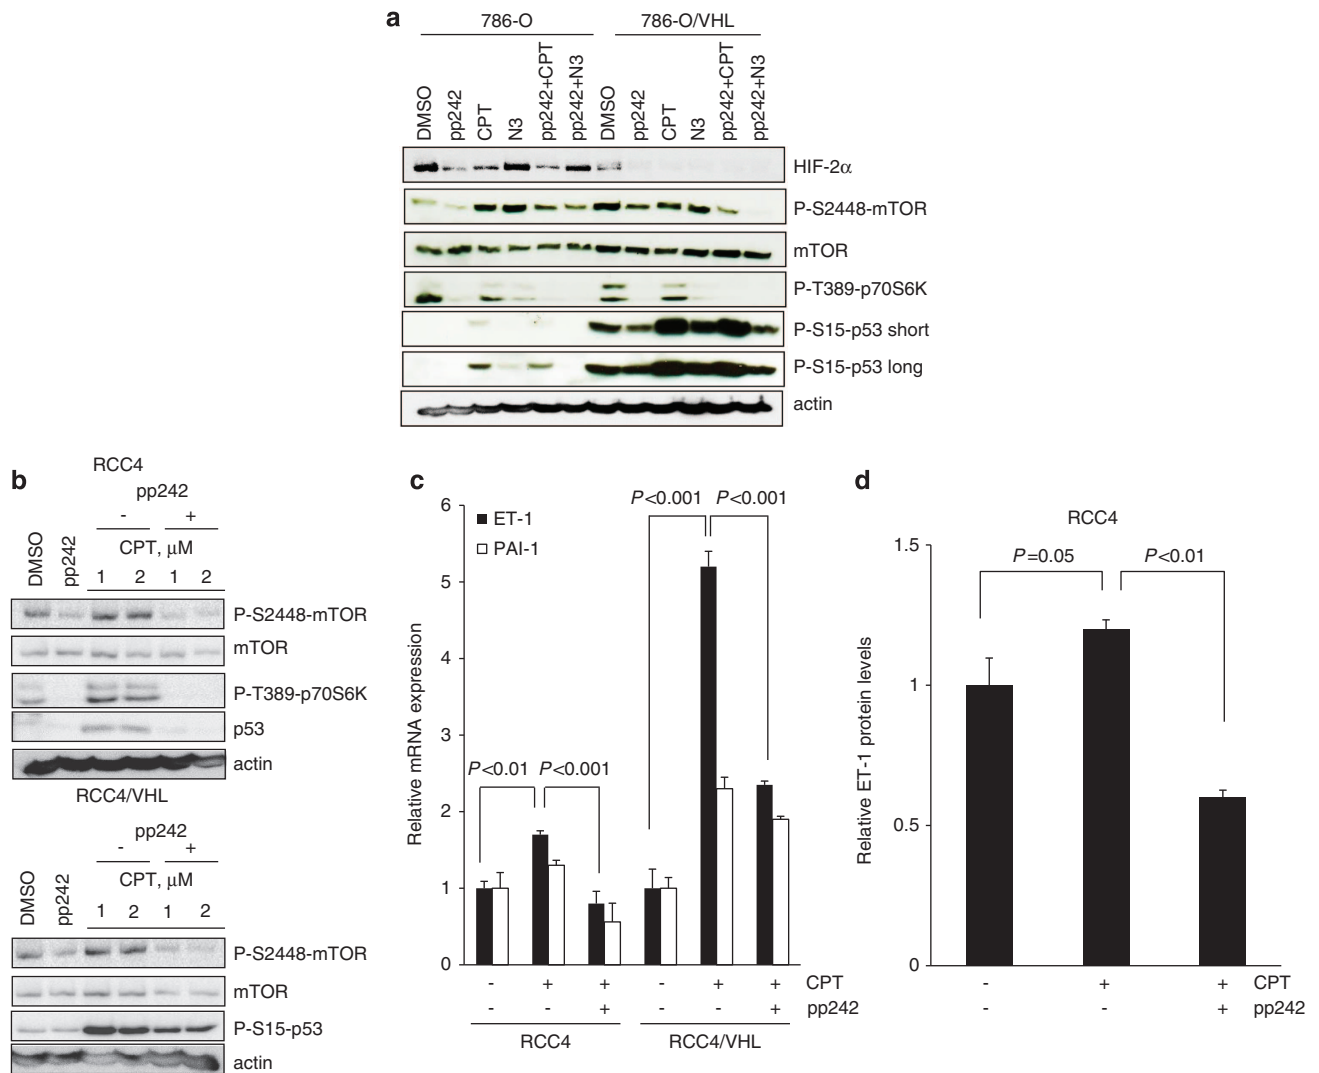 a
786-O 786-O/VHL
DMSO pp242 CPT N3 pp242+CPT pp242+N3 DMSO pp242 CPT N3 pp242+CPT pp242+N3
HIF-2α
P-S2448-mTOR
mTOR
P-T389-p70S6K
P-S15-p53 short
P-S15-p53 long
actin
b
RCC4
pp242
- +
DMSO pp242 CPT, μM
1 2 1 2
P-S2448-mTOR
mTOR
P-T389-p70S6K
p53
actin
RCC4/VHL
pp242
- +
DMSO pp242 CPT, μM
1 2 1 2
P-S2448-mTOR
mTOR
P-S15-p53
actin
c
Relative mRNA expression
6
5
4
3
2
1
0
ET-1
PAI-1
P<0.01 P<0.001
P<0.001 P<0.001
- + + - + + CPT
- - + - - + pp242
RCC4 RCC4/VHL
d
RCC4
Relative ET-1 protein levels
1.5
1
0.5
0
P=0.05 P<0.01
- + + CPT
- - + pp242